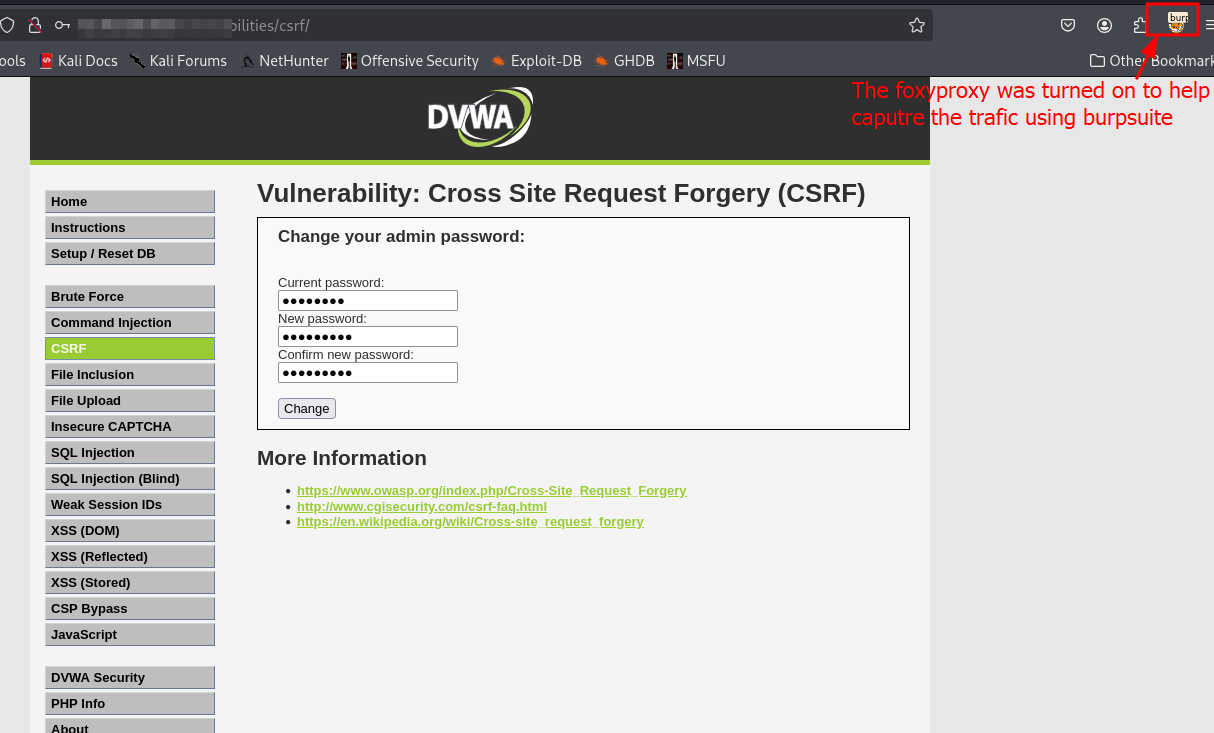 bilities/csrf/
burp
ools Kali Docs Kali Forums NetHunter Offensive Security Exploit-DB GHDB MSFU Other Bookmark
The foxyproxy was turned on to help
caputre the trafic using burpsuite
DVWA
Home
Instructions
Setup / Reset DB
Brute Force
Command Injection
CSRF
File Inclusion
File Upload
Insecure CAPTCHA
SQL Injection
SQL Injection (Blind)
Weak Session IDs
XSS (DOM)
XSS (Reflected)
XSS (Stored)
CSP Bypass
JavaScript
DVWA Security
PHP Info
About
Vulnerability: Cross Site Request Forgery (CSRF)
Change your admin password:
Current password:
●●●●●●●●
New password:
●●●●●●●●●
Confirm new password:
●●●●●●●●●
Change
More Information
• https://www.owasp.org/index.php/Cross-Site_Request_Forgery
• http://www.cgisecurity.com/csrf-faq.html
• https://en.wikipedia.org/wiki/Cross-site_request_forgery